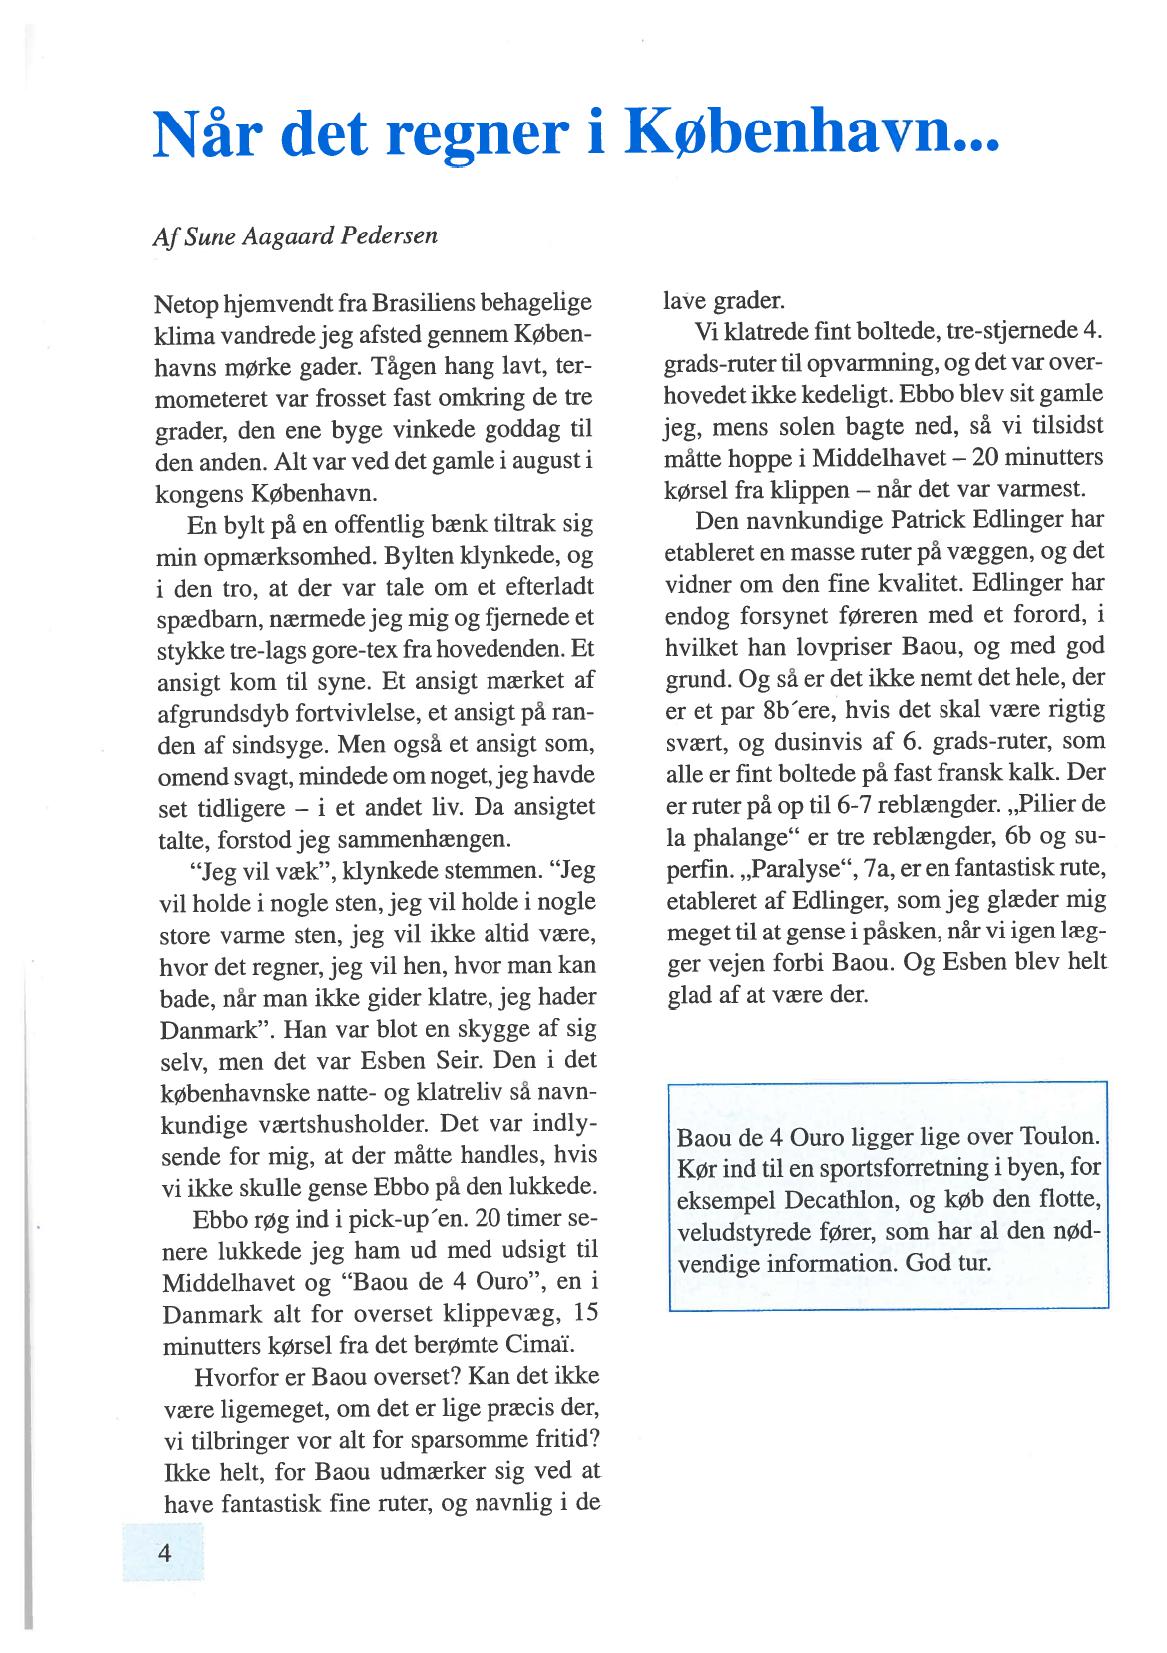 Når det regner i København...
Af Sune Aagaard Pedersen
Netop hjemvendt fra Brasiliens behagelige
klima vandrede jeg afsted gennem Køben-
havns mørke gader. Tågen hang lavt, ter-
mometeret var frosset fast omkring de tre
grader, den ene byge vinkede goddag til
den anden. Alt var ved det gamle i august i
kongens København.
En bylt på en offentlig bænk tiltrak sig
min opmærksomhed. Bylten klynkede, og
i den tro, at der var tale om et efterladt
spædbarn, nærmede jeg mig og fjernede et
stykke tre-lags gore-tex fra hovedenden. Et
ansigt kom til syne. Et ansigt mærket af
afgrundsdyb fortvivlelse, et ansigt på ran-
den af sindsyge. Men også et ansigt som,
omend svagt, mindede om noget, jeg havde
set tidligere – i et andet liv. Da ansigtet
talte, forstod jeg sammenhængen.
“Jeg vil væk”, klynkede stemmen. “Jeg
vil holde i nogle sten, jeg vil holde i nogle
store varme sten, jeg vil ikke altid være,
hvor det regner, jeg vil hen, hvor man kan
bade, når man ikke gider klatre, jeg hader
Danmark”. Han var blot en skygge af sig
selv, men det var Esben Seir. Den i det
københavnske natte- og klatreliv så navn-
kundige værtshusholder. Det var indly-
sende for mig, at der måtte handles, hvis
vi ikke skulle gense Ebbo på den lukkede.
Ebbo røg ind i pick-up´en. 20 timer se-
nere lukkede jeg ham ud med udsigt til
Middelhavet og “Baou de 4 Ouro”, en i
Danmark alt for overset klippevæg, 15
minutters kørsel fra det berømte Cimaï.
Hvorfor er Baou overset? Kan det ikke
være ligemeget, om det er lige præcis der,
vi tilbringer vor alt for sparsomme fritid?
Ikke helt, for Baou udmærker sig ved at
have fantastisk fine ruter, og navnlig i de
lave grader.
Vi klatrede fint boltede, tre-stjernede 4.
grads-ruter til opvarmning, og det var over-
hovedet ikke kedeligt. Ebbo blev sit gamle
jeg, mens solen bagte ned, så vi tilsidst
måtte hoppe i Middelhavet – 20 minutters
kørsel fra klippen – når det var varmest.
Den navnkundige Patrick Edlinger har
etableret en masse ruter på væggen, og det
vidner om den fine kvalitet. Edlinger har
endog forsynet føreren med et forord, i
hvilket han lovpriser Baou, og med god
grund. Og så er det ikke nemt det hele, der
er et par 8b´ere, hvis det skal være rigtig
svært, og dusinvis af 6. grads-ruter, som
alle er fint boltede på fast fransk kalk. Der
er ruter på op til 6-7 reblængder. „Pilier de
la phalange“ er tre reblængder, 6b og su-
perfin. „Paralyse“, 7a, er en fantastisk rute,
etableret af Edlinger, som jeg glæder mig
meget til at gense i påsken, når vi igen læg-
ger vejen forbi Baou. Og Esben blev helt
glad af at være der.
Baou de 4 Ouro ligger lige over Toulon.
Kør ind til en sportsforretning i byen, for
eksempel Decathlon, og køb den flotte,
veludstyrede fører, som har al den nød-
vendige information. God tur.
4